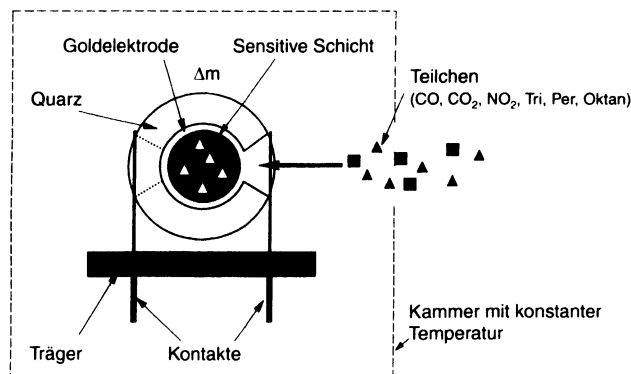 Goldelektrode
Sensitive Schicht
Δm
Quarz
Teilchen
(CO, CO₂, NO₂, Tri, Per, Oktan)
Träger
Kontakte
Kammer mit konstanter
Temperatur